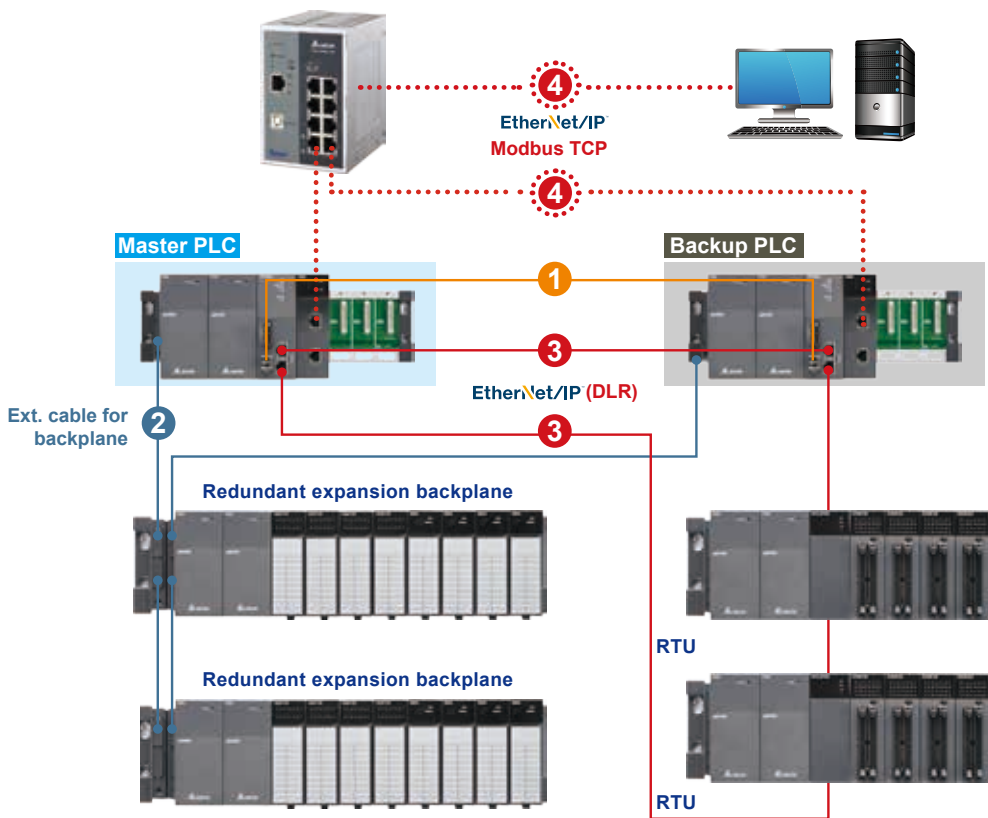 4
EtherNet/IP
Modbus TCP
4
Master PLC
Backup PLC
1
3
EtherNet/IP (DLR)
Ext. cable for
backplane
2
3
Redundant expansion backplane
RTU
Redundant expansion backplane
RTU